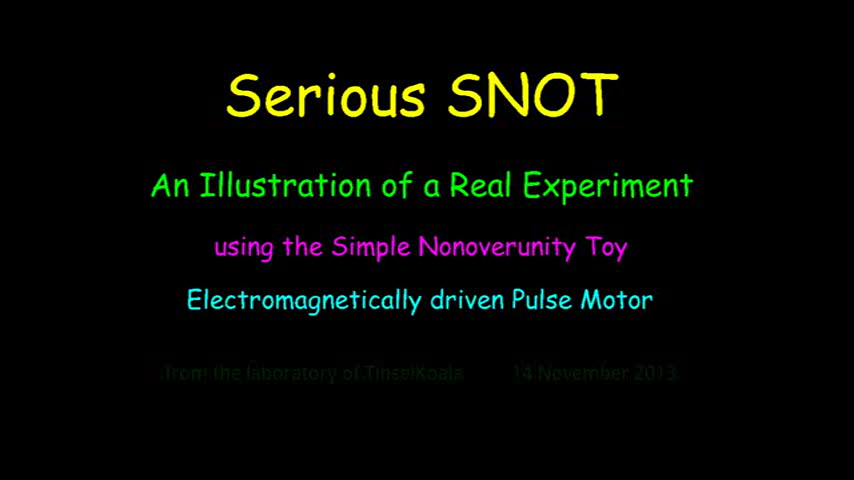 Serious SNOT
An Illustration of a Real Experiment
using the Simple Nonoverunity Toy
Electromagnetically driven Pulse Motor
from the laboratory of TinselKoala 14 November 2013